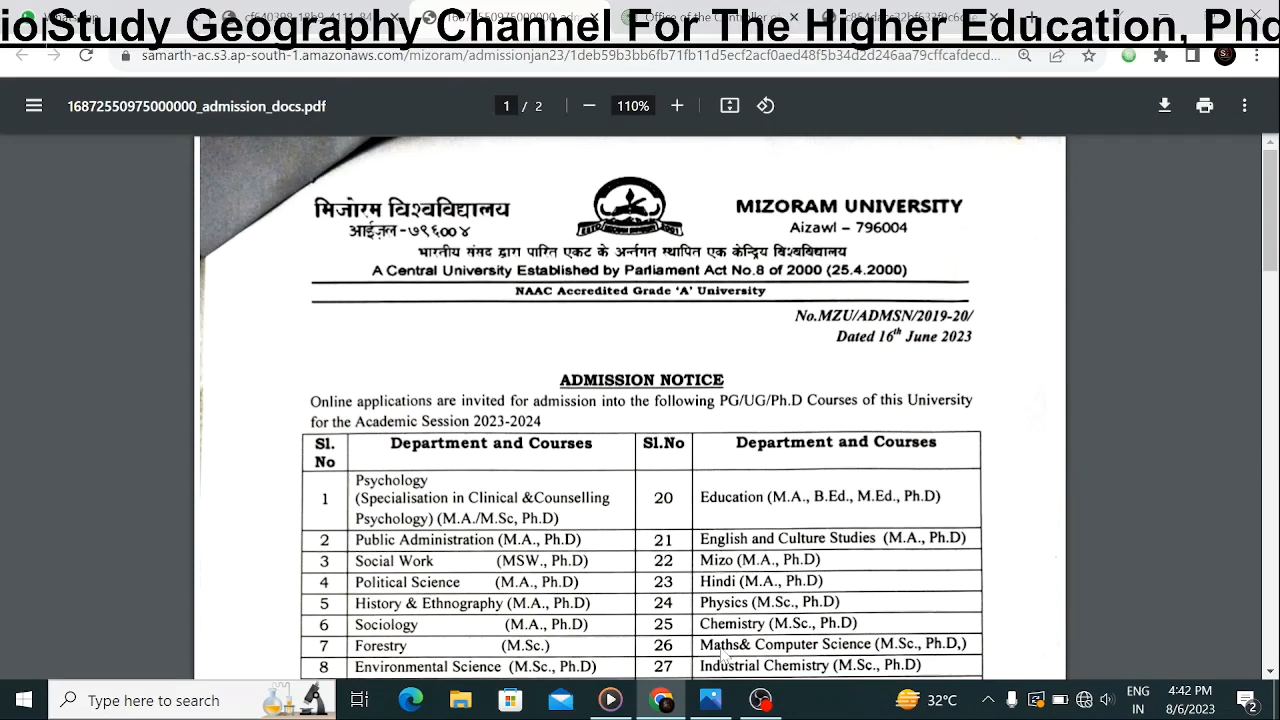 ioiStudy Geography Channel For The Higher Education, Phd
samarth-ac.s3.ap-south-1.amazonaws.com/mizoram/admissionjan23/1deb59b3bb6fb71fb11d5ecf2acf0aed48f5b34d2d246aa79cffcafdecd...
16872550975000000_admission_docs.pdf
1 / 2
110%
मिजोरम विश्वविद्यालय
आईज़ल - ७९६00४
MIZORAM UNIVERSITY
Aizawl – 796004
भारतीय संसद द्वारा पारित एकट के अर्न्तगत स्थापित एक केन्द्रिय विश्वविद्यालय
A Central University Established by Parliament Act No.8 of 2000 (25.4.2000)
NAAC Accredited Grade 'A' University
No.MZU/ADMSN/2019-20/
Dated 16th June 2023
ADMISSION NOTICE
Online applications are invited for admission into the following PG/UG/Ph.D Courses of this University
for the Academic Session 2023-2024
Sl. No Department and Courses Sl.No Department and Courses
1 Psychology (Specialisation in Clinical &Counselling Psychology) (M.A./M.Sc, Ph.D) 20 Education (M.A., B.Ed., M.Ed., Ph.D)
2 Public Administration (M.A., Ph.D) 21 English and Culture Studies (M.A., Ph.D)
3 Social Work (MSW., Ph.D) 22 Mizo (M.A., Ph.D)
4 Political Science (M.A., Ph.D) 23 Hindi (M.A., Ph.D)
5 History & Ethnography (M.A., Ph.D) 24 Physics (M.Sc., Ph.D)
6 Sociology (M.A., Ph.D) 25 Chemistry (M.Sc., Ph.D)
7 Forestry (M.Sc.) 26 Maths& Computer Science (M.Sc., Ph.D,)
8 Environmental Science (M.Sc., Ph.D) 27 Industrial Chemistry (M.Sc., Ph.D)
Type here to search
32°C
ENG
IN
4:42 PM
8/6/2023
2